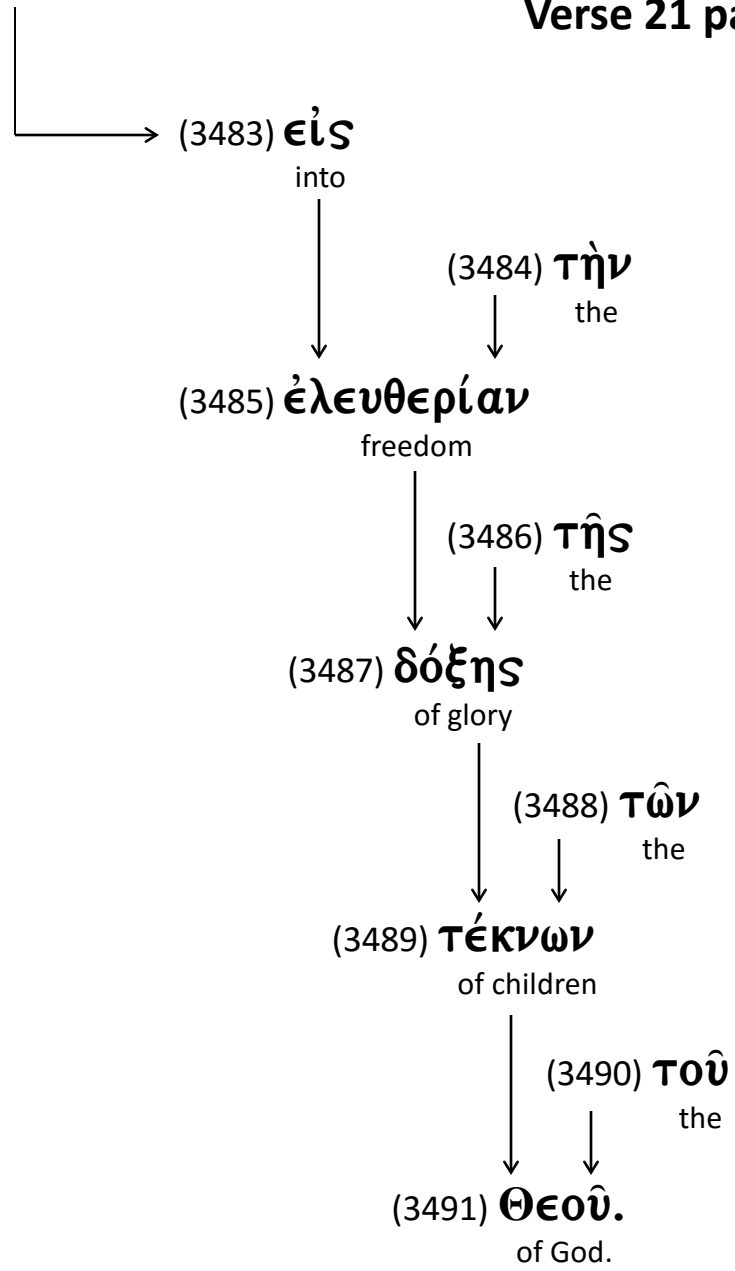 Verse 21 pa
(3483) εἰς
into
(3484) τὴν
the
(3485) ἐλευθερίαν
freedom
(3486) τῆς
the
(3487) δόξης
of glory
(3488) τῶν
the
(3489) τέκνων
of children
(3490) τοῦ
the
(3491) Θεοῦ.
of God.